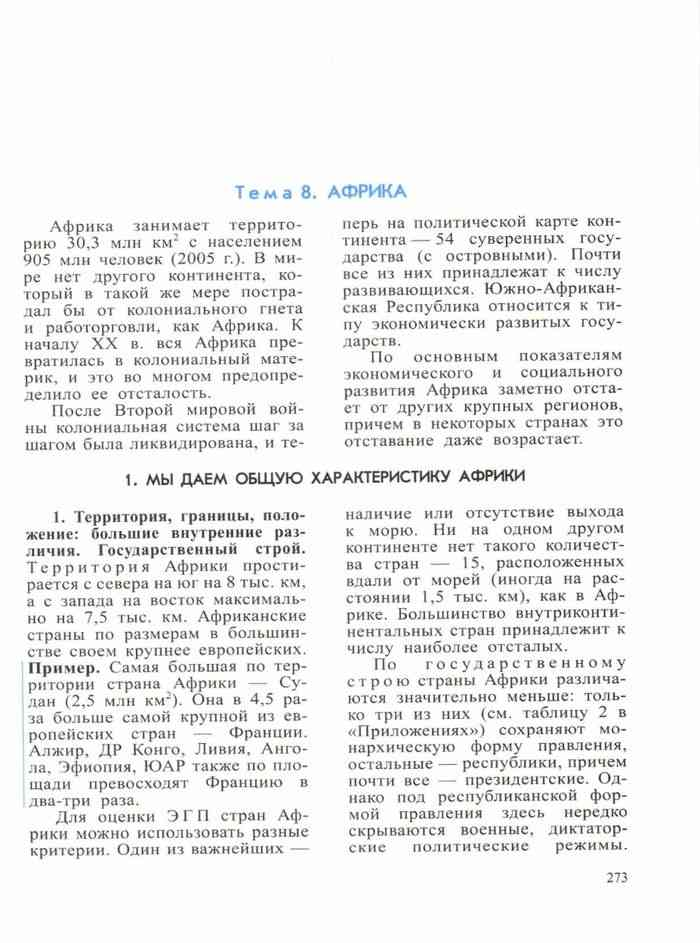 Тема 8. АФРИКА
Африка занимает террито-
рию 30,3 млн км² с населением
905 млн человек (2005 г.). В ми-
ре нет другого континента, ко-
торый в такой же мере постра-
дал бы от колониального гнета
и работорговли, как Африка. К
началу XX в. вся Африка пре-
вратилась в колониальный мате-
рик, и это во многом предопре-
делило ее отсталость.
После Второй мировой вой-
ны колониальная система шаг за
шагом была ликвидирована, и те-
перь на политической карте кон-
тинента — 54 суверенных госу-
дарства (с островными). Почти
все из них принадлежат к числу
развивающихся. Южно-Африкан-
ская Республика относится к ти-
пу экономически развитых госу-
дарств.
По основным показателям
экономического и социального
развития Африка заметно отста-
ет от других крупных регионов,
причем в некоторых странах это
отставание даже возрастает.
1. МЫ ДАЕМ ОБЩУЮ ХАРАКТЕРИСТИКУ АФРИКИ
1. Территория, границы, поло-
жение: большие внутренние раз-
личия. Государственный строй.
Территория Африки прости-
рается с севера на юг на 8 тыс. км,
а с запада на восток максималь-
но на 7,5 тыс. км. Африканские
страны по размерам в большин-
стве своем крупнее европейских.
Пример. Самая большая по тер-
ритории страна Африки — Су-
дан (2,5 млн км²). Она в 4,5 ра-
за больше самой крупной из ев-
ропейских стран — Франции.
Алжир, ДР Конго, Ливия, Анго-
ла, Эфиопия, ЮАР также по пло-
щади превосходят Францию в
два-три раза.
Для оценки ЭГП стран Аф-
рики можно использовать разные
критерии. Один из важнейших —
наличие или отсутствие выхода
к морю. Ни на одном другом
континенте нет такого количест-
ва стран — 15, расположенных
вдали от морей (иногда на рас-
стоянии 1,5 тыс. км), как в Аф-
рике. Большинство внутриконти-
нентальных стран принадлежит к
числу наиболее отсталых.
По государственному
строю страны Африки различа-
ются значительно меньше: толь-
ко три из них (см. таблицу 2 в
«Приложениях») сохраняют мо-
нархическую форму правления,
остальные — республики, причем
почти все — президентские. Од-
нако под республиканской фор-
мой правления здесь нередко
скрываются военные, диктатор-
ские политические режимы.
273